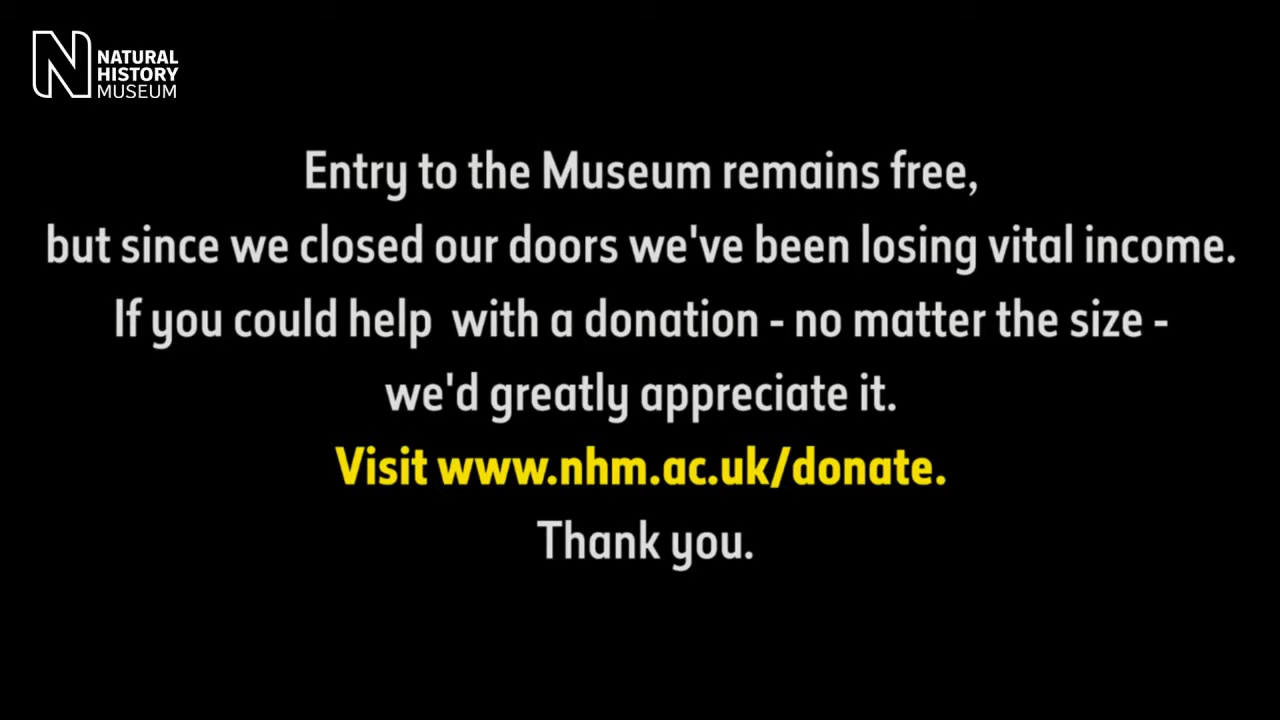 NATURAL
HISTORY
MUSEUM
Entry to the Museum remains free,
but since we closed our doors we've been losing vital income.
If you could help  with a donation - no matter the size -
we'd greatly appreciate it.
Visit www.nhm.ac.uk/donate.
Thank you.